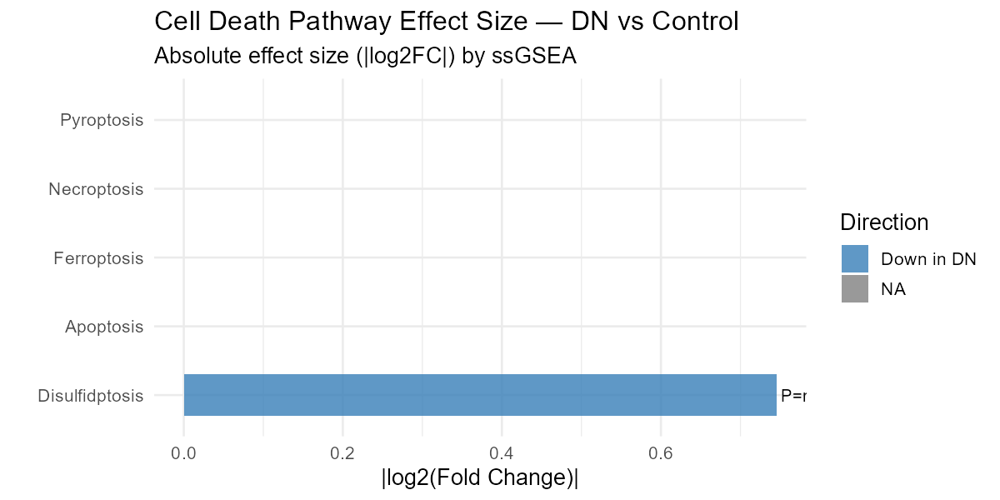 Cell Death Pathway Effect Size — DN vs Control
Absolute effect size (|log2FC|) by ssGSEA
Pyroptosis
Necroptosis
Ferroptosis
Apoptosis
Disulfidptosis
0.0
0.2
0.4
0.6
|log2(Fold Change)|
Direction
Down in DN
NA